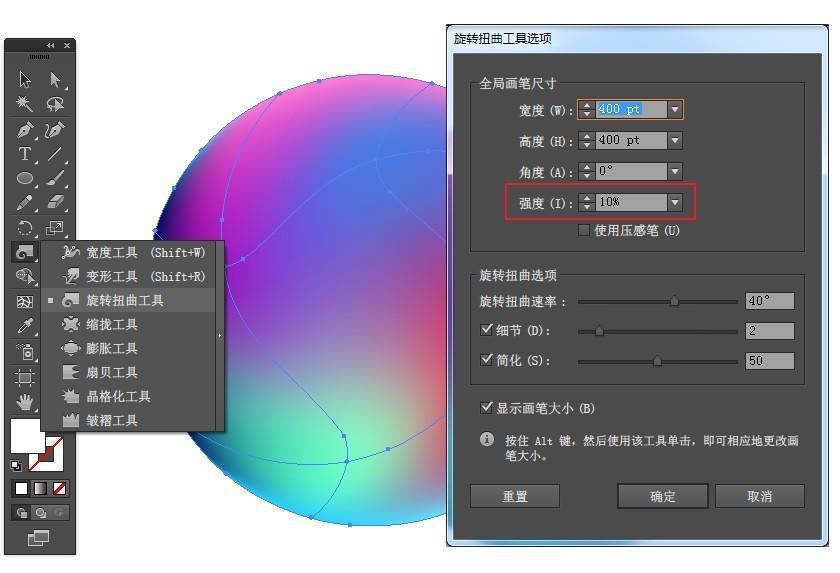 旋转扭曲工具选项
全局画笔尺寸
宽度 (W): 400 pt
高度 (H): 400 pt
角度 (A): 0°
强度 (I): 10%
使用压感笔 (U)
旋转扭曲选项
旋转扭曲速率: 40°
细节 (D): 2
简化 (S): 50
显示画笔大小 (B)
按住 Alt 键，然后使用该工具单击，即可相应地更改画
笔大小。
重置 确定 取消
宽度工具 (Shift+W)
变形工具 (Shift+R)
旋转扭曲工具
缩拢工具
膨胀工具
扇贝工具
晶格化工具
皱褶工具